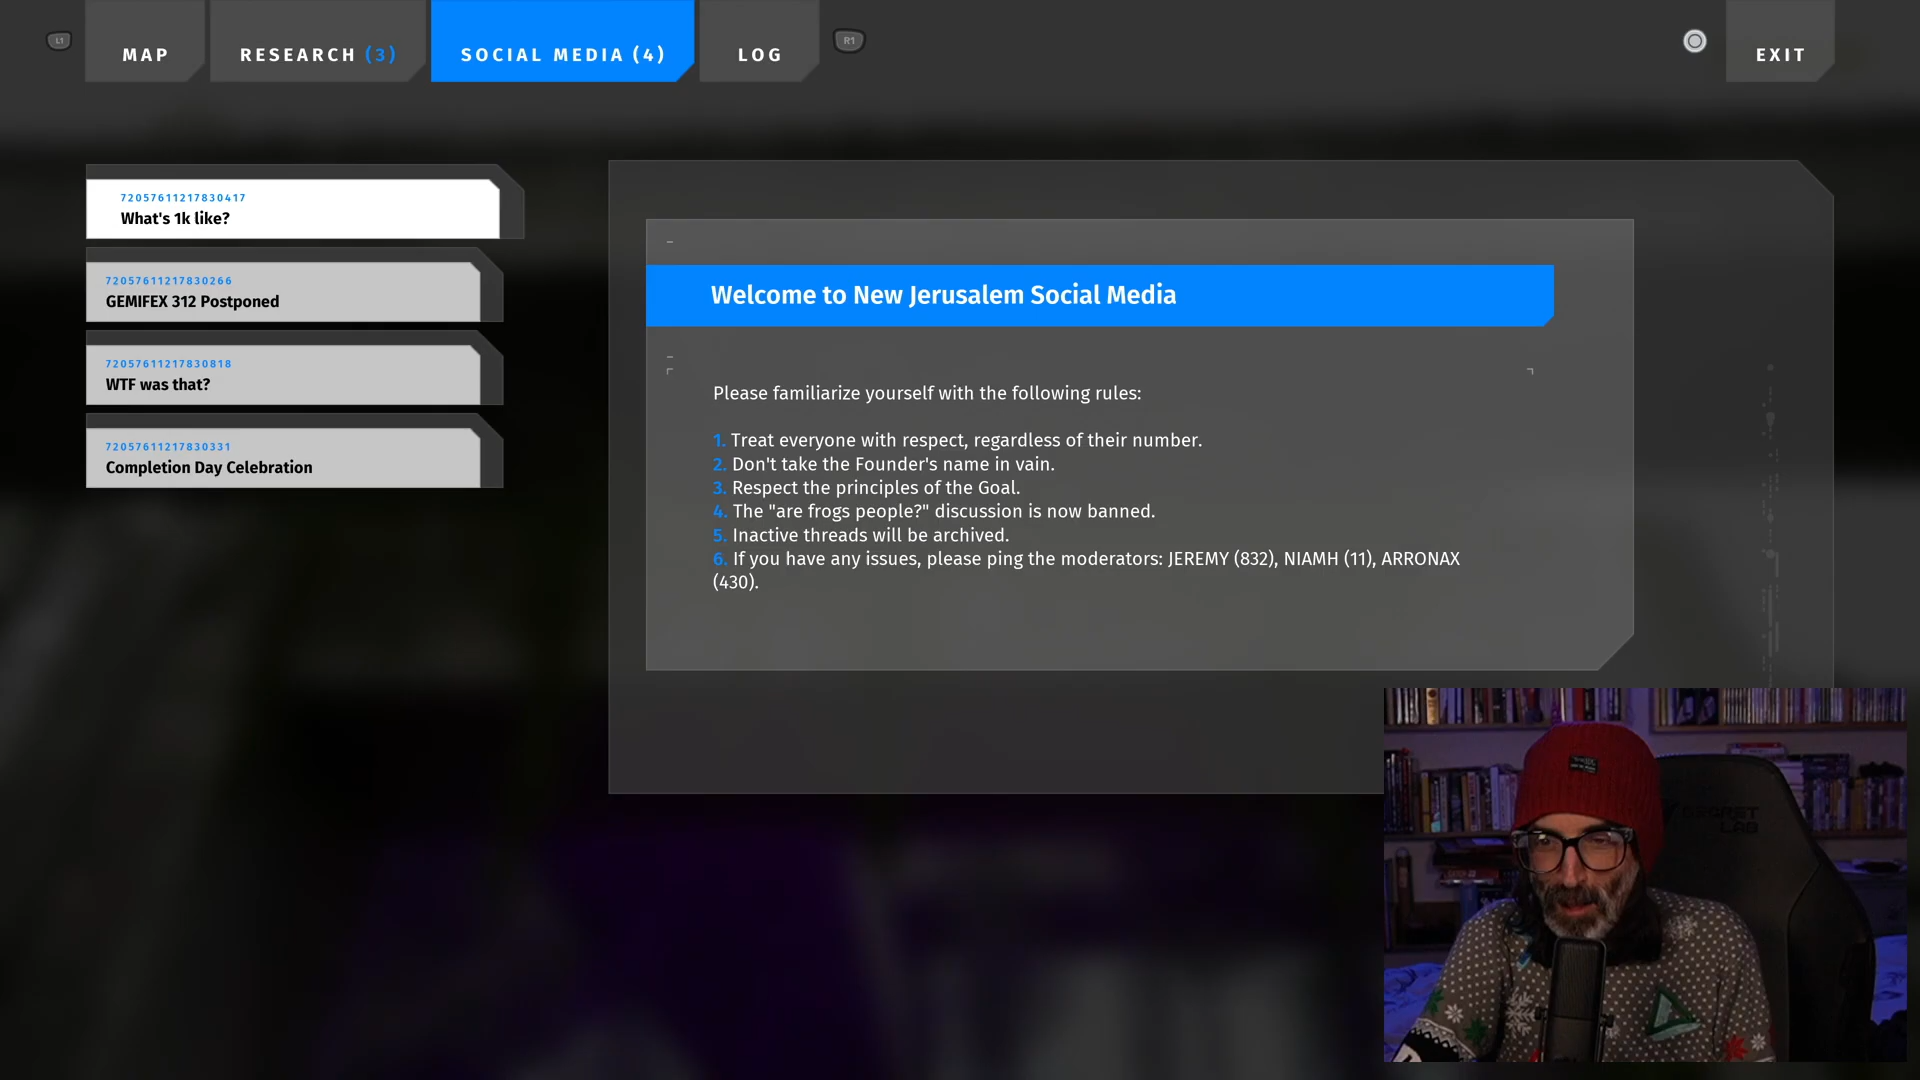 L1
MAP
RESEARCH (3)
SOCIAL MEDIA (4)
LOG
R1
EXIT
72057611217830417
What's 1k like?
72057611217830266
GEMIFEX 312 Postponed
72057611217830818
WTF was that?
72057611217830331
Completion Day Celebration
Welcome to New Jerusalem Social Media
Please familiarize yourself with the following rules:
1. Treat everyone with respect, regardless of their number.
2. Don't take the Founder's name in vain.
3. Respect the principles of the Goal.
4. The "are frogs people?" discussion is now banned.
5. Inactive threads will be archived.
6. If you have any issues, please ping the moderators: JEREMY (832), NIAMH (11), ARRONAX
(430).
SECRET
LAB